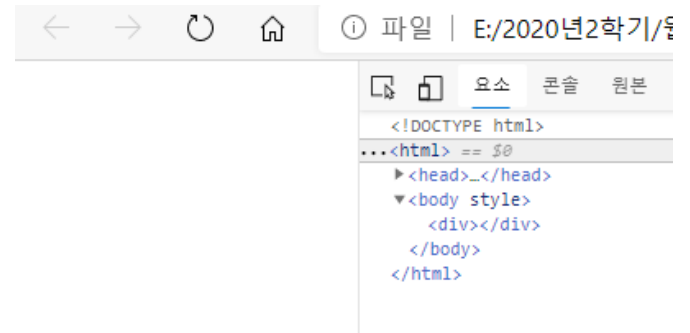 파일 | E:/2020년2학기/웹
요소 콘솔 원본
<!DOCTYPE html>
...<html> == $0
▶<head>…</head>
▼<body style>
<div></div>
</body>
</html>